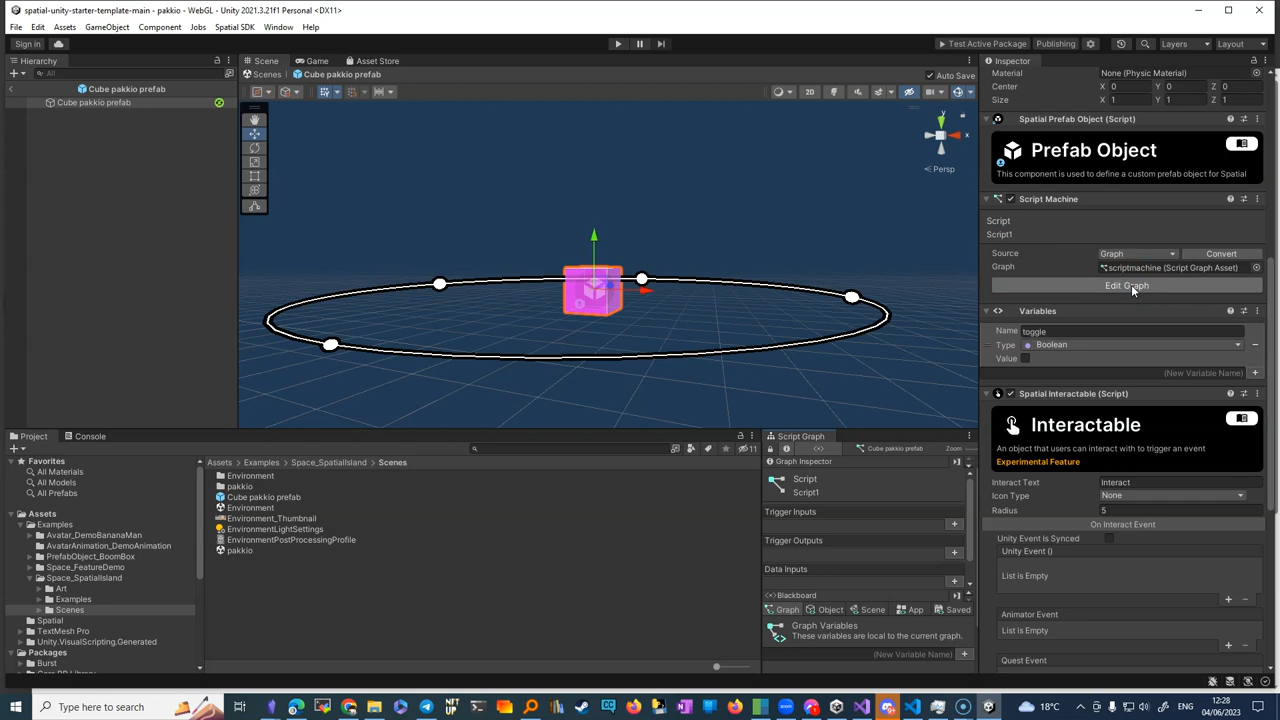 spatial-unity-starter-template-main - pakkio - WebGL - Unity 2021.3.21f1 Personal <DX11>
File Edit Assets GameObject Component Jobs Spatial SDK Window Help
Sign in
Test Active Package Publishing Layers Layout
Hierarchy
All
Cube pakkio prefab
Cube pakkio prefab
Scene Game Asset Store
Scenes Cube pakkio prefab
Auto Save
2D
y
x
Persp
Inspector
Material None (Physic Material)
Center X 0 Y 0 Z 0
Size X 1 Y 1 Z 1
Spatial Prefab Object (Script)
Prefab Object
This component is used to define a custom prefab object for Spatial
Script Machine
Script
Script1
Source Graph Convert
Graph scriptmachine (Script Graph Asset)
Edit Graph
Variables
Name toggle
Type Boolean
Value
(New Variable Name)
Spatial Interactable (Script)
Interactable
An object that users can interact with to trigger an event
Experimental Feature
Interact Text Interact
Icon Type None
Radius 5
On Interact Event
Unity Event Is Synced
Unity Event ()
List is Empty
Animator Event
List is Empty
Quest Event
Project Console
11
Favorites
All Materials
All Models
All Prefabs
Assets
Examples
Avatar_DemoBananaMan
AvatarAnimation_DemoAnimation
PrefabObject_BoomBox
Space_FeatureDemo
Space_SpatialIsland
Art
Examples
Scenes
Spatial
TextMesh Pro
Unity.VisualScripting.Generated
Packages
Burst
Assets > Examples > Space_SpatialIsland > Scenes
Environment
pakkio
Cube pakkio prefab
Environment
Environment_Thumbnail
EnvironmentLightSettings
EnvironmentPostProcessingProfile
pakkio
Script Graph
Cube pakkio prefab Zoom
Graph Inspector
Script
Script1
Trigger Inputs
Trigger Outputs
Data Inputs
Blackboard
Graph Object Scene App Saved
Graph Variables
These variables are local to the current graph.
(New Variable Name)
Type here to search
18°C
ENG
12:28
04/06/2023